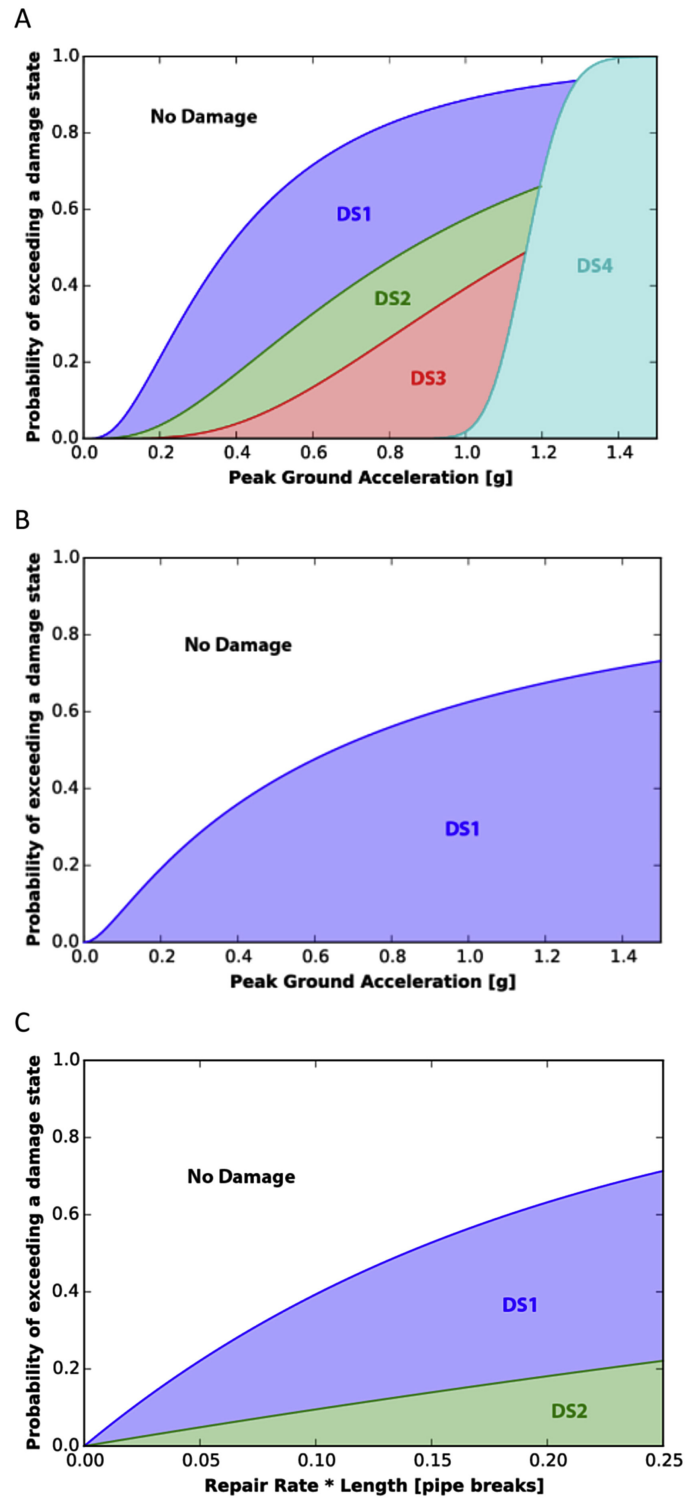 A
Probability of exceeding a damage state
1.0
0.8
0.6
0.4
0.2
0.0
No Damage
DS1
DS2
DS3
DS4
0.0 0.2 0.4 0.6 0.8 1.0 1.2 1.4
Peak Ground Acceleration [g]
B
Probability of exceeding a damage state
1.0
0.8
0.6
0.4
0.2
0.0
No Damage
DS1
0.0 0.2 0.4 0.6 0.8 1.0 1.2 1.4
Peak Ground Acceleration [g]
C
Probability of exceeding a damage state
1.0
0.8
0.6
0.4
0.2
0.0
No Damage
DS1
DS2
0.00 0.05 0.10 0.15 0.20 0.25
Repair Rate * Length [pipe breaks]